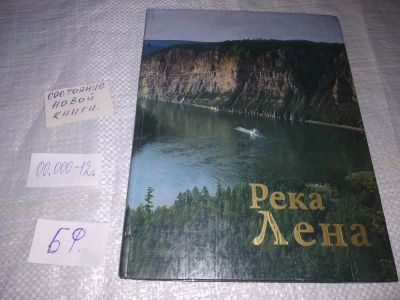 состояние
новой
книги.
00.000-12.
БФ.
Река
Лена